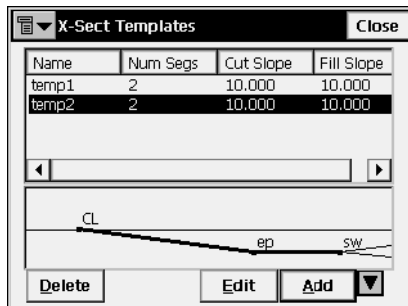 X-Sect Templates Close
Name Num Segs Cut Slope Fill Slope
temp1 2 10.000 10.000
temp2 2 10.000 10.000
CL
ep sw
Delete Edit Add